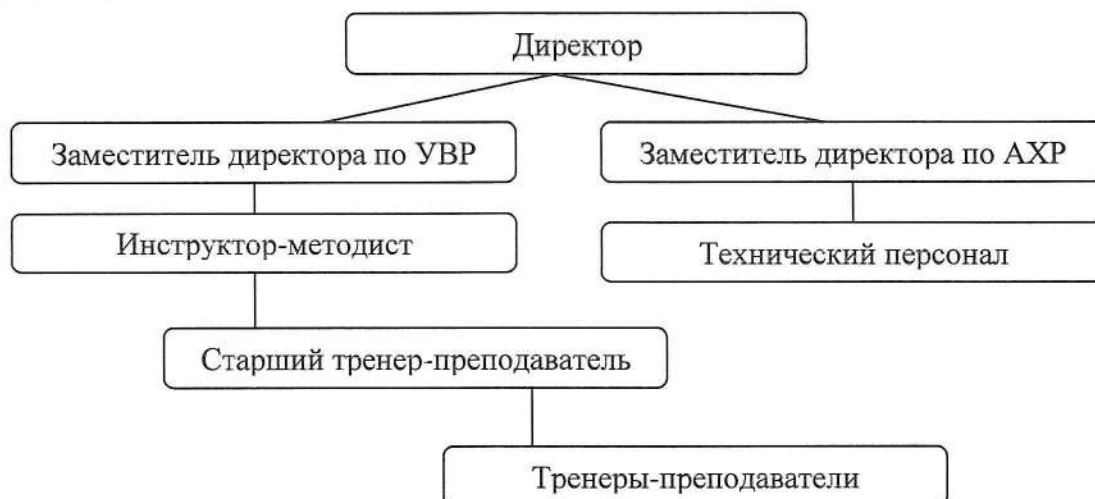 Директор
Заместитель директора по УВР
Заместитель директора по АХР
Инструктор-методист
Технический персонал
Старший тренер-преподаватель
Тренеры-преподаватели